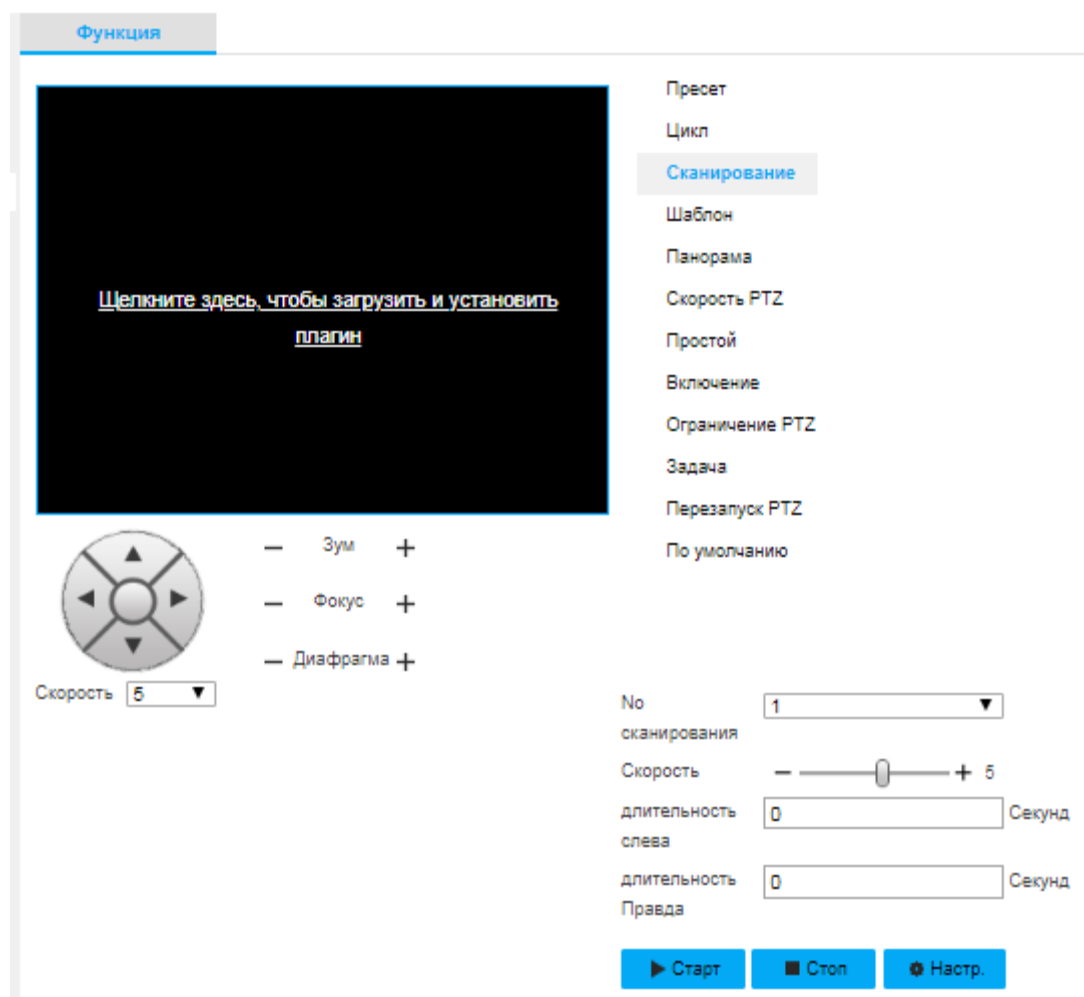 Функция
Щелкните здесь, чтобы загрузить и установить
плагин
Пресет
Цикл
Сканирование
Шаблон
Панорама
Скорость PTZ
Простой
Включение
Ограничение PTZ
Задача
Перезапуск PTZ
По умолчанию
— Зум +
— Фокус +
— Диафрагма +
Скорость 5
No
сканирования
1
Скорость — + 5
длительность
слева
0 Секунд
длительность
Правда
0 Секунд
Старт Стоп Настр.